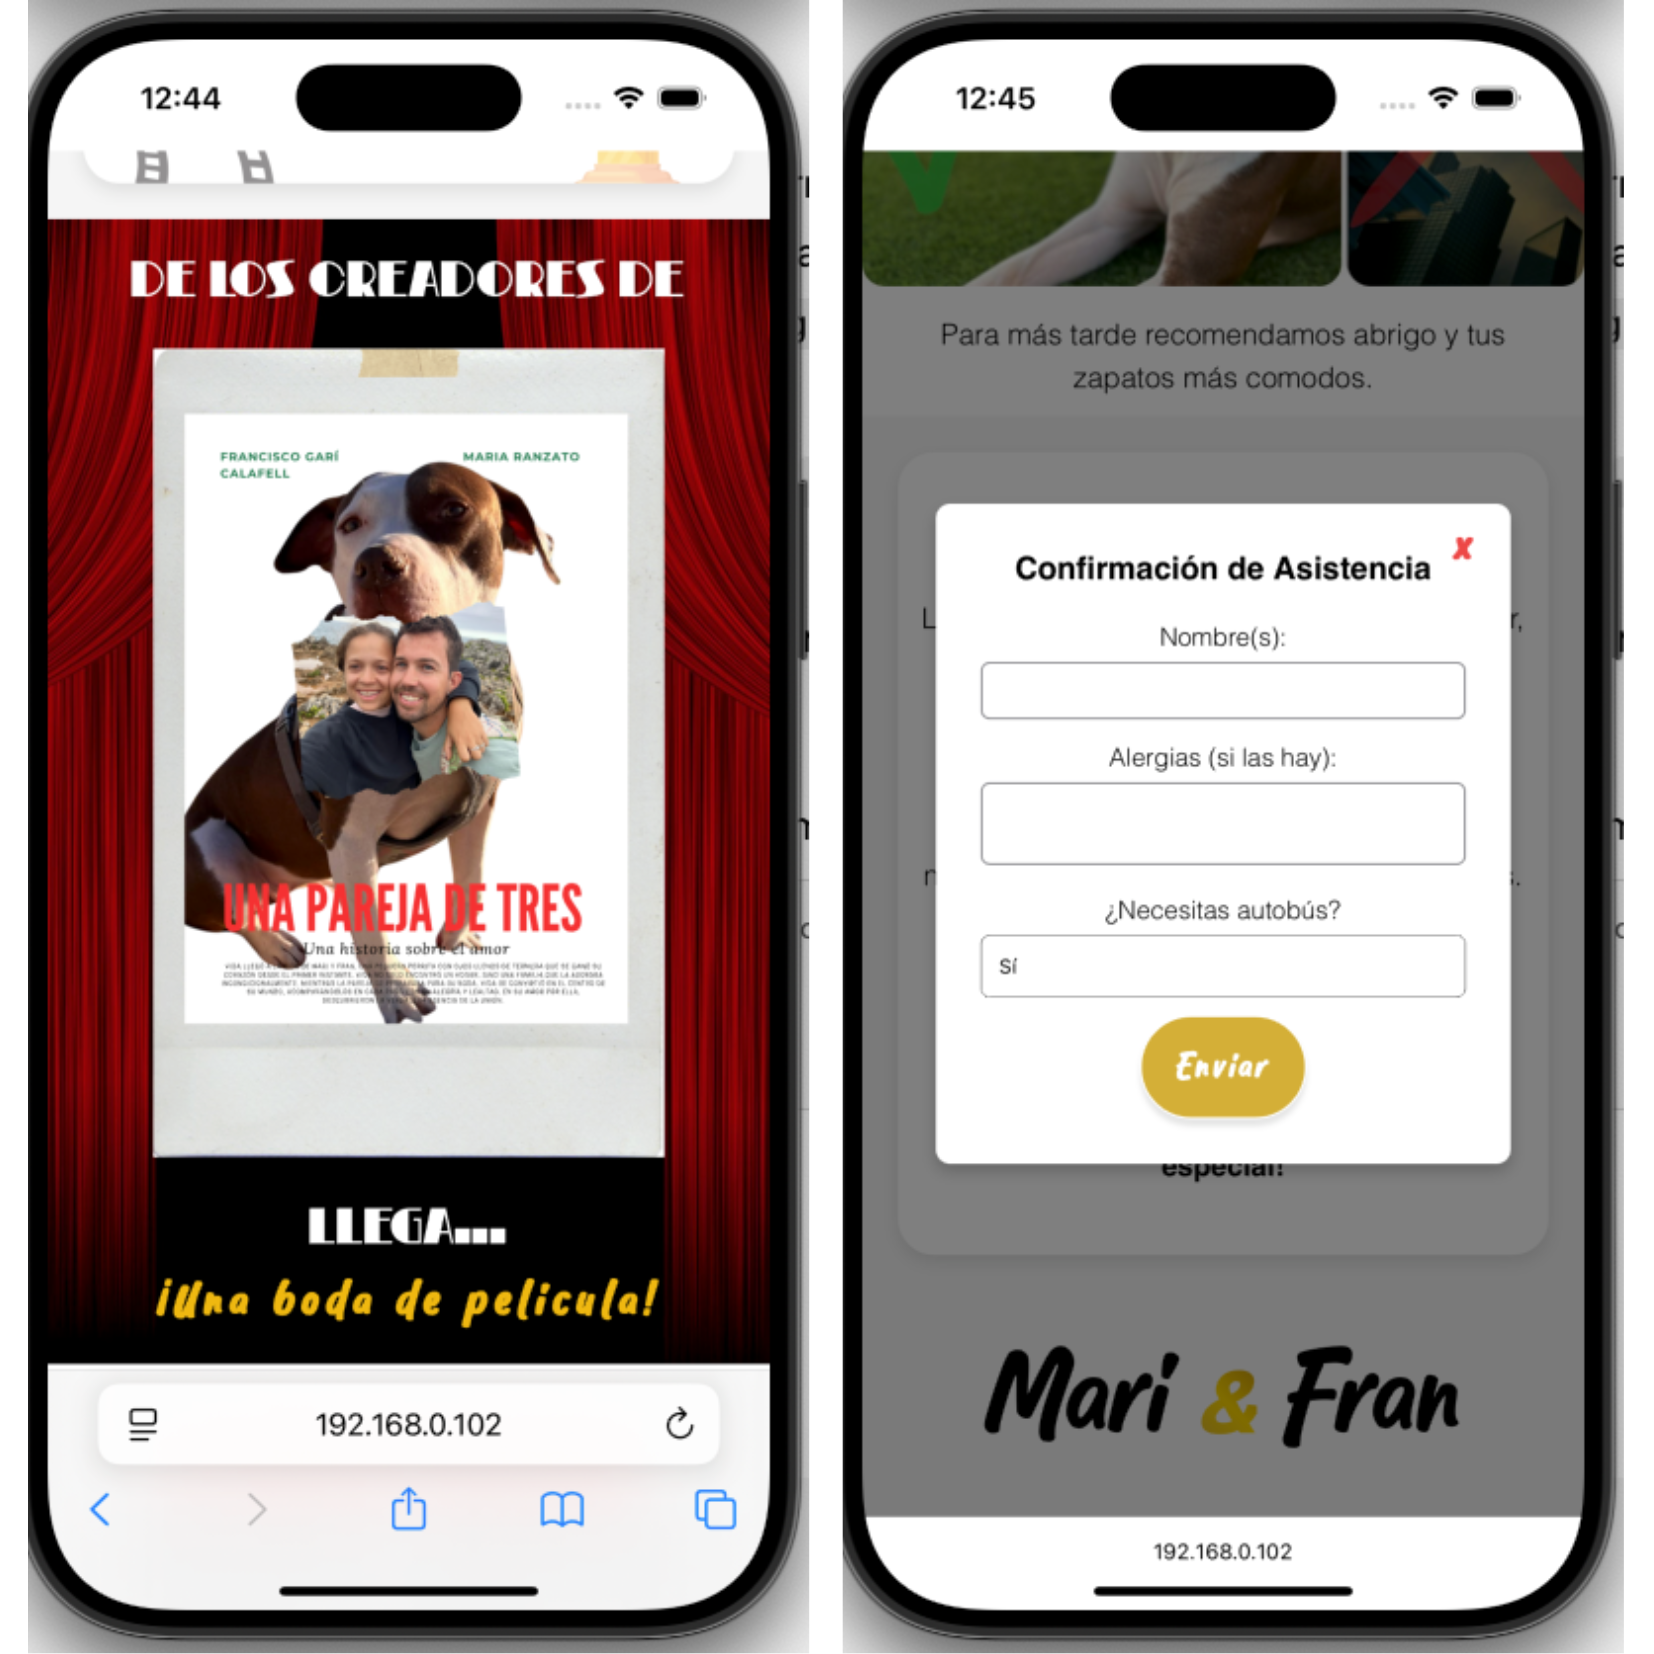 12:44
DE LOS CREADORES DE
FRANCISCO GARÍ
CALAFELL
MARIA RANZATO
UNA PAREJA DE TRES
Una historia sobre el amor
LLEGA...
¡Una boda de pelicula!
192.168.0.102
12:45
Para más tarde recomendamos abrigo y tus
zapatos más comodos.
Confirmación de Asistencia
X
Nombre(s):
Alergias (si las hay):
¿Necesitas autobús?
Sí
Enviar
especial!
Mari & Fran
192.168.0.102